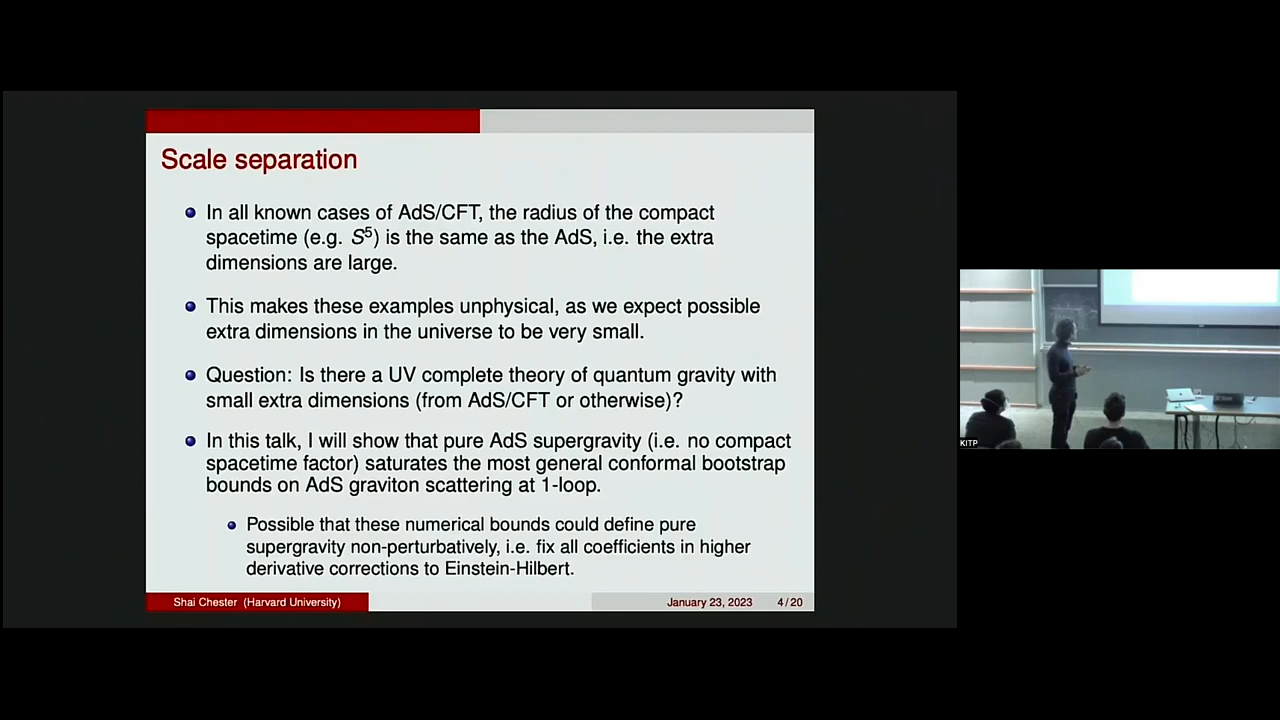 Scale separation
In all known cases of AdS/CFT, the radius of the compact
spacetime (e.g. S⁵) is the same as the AdS, i.e. the extra
dimensions are large.
This makes these examples unphysical, as we expect possible
extra dimensions in the universe to be very small.
Question: Is there a UV complete theory of quantum gravity with
small extra dimensions (from AdS/CFT or otherwise)?
In this talk, I will show that pure AdS supergravity (i.e. no compact
spacetime factor) saturates the most general conformal bootstrap
bounds on AdS graviton scattering at 1-loop.
Possible that these numerical bounds could define pure
supergravity non-perturbatively, i.e. fix all coefficients in higher
derivative corrections to Einstein-Hilbert.
Shai Chester (Harvard University) January 23, 2023 4/20
KITP